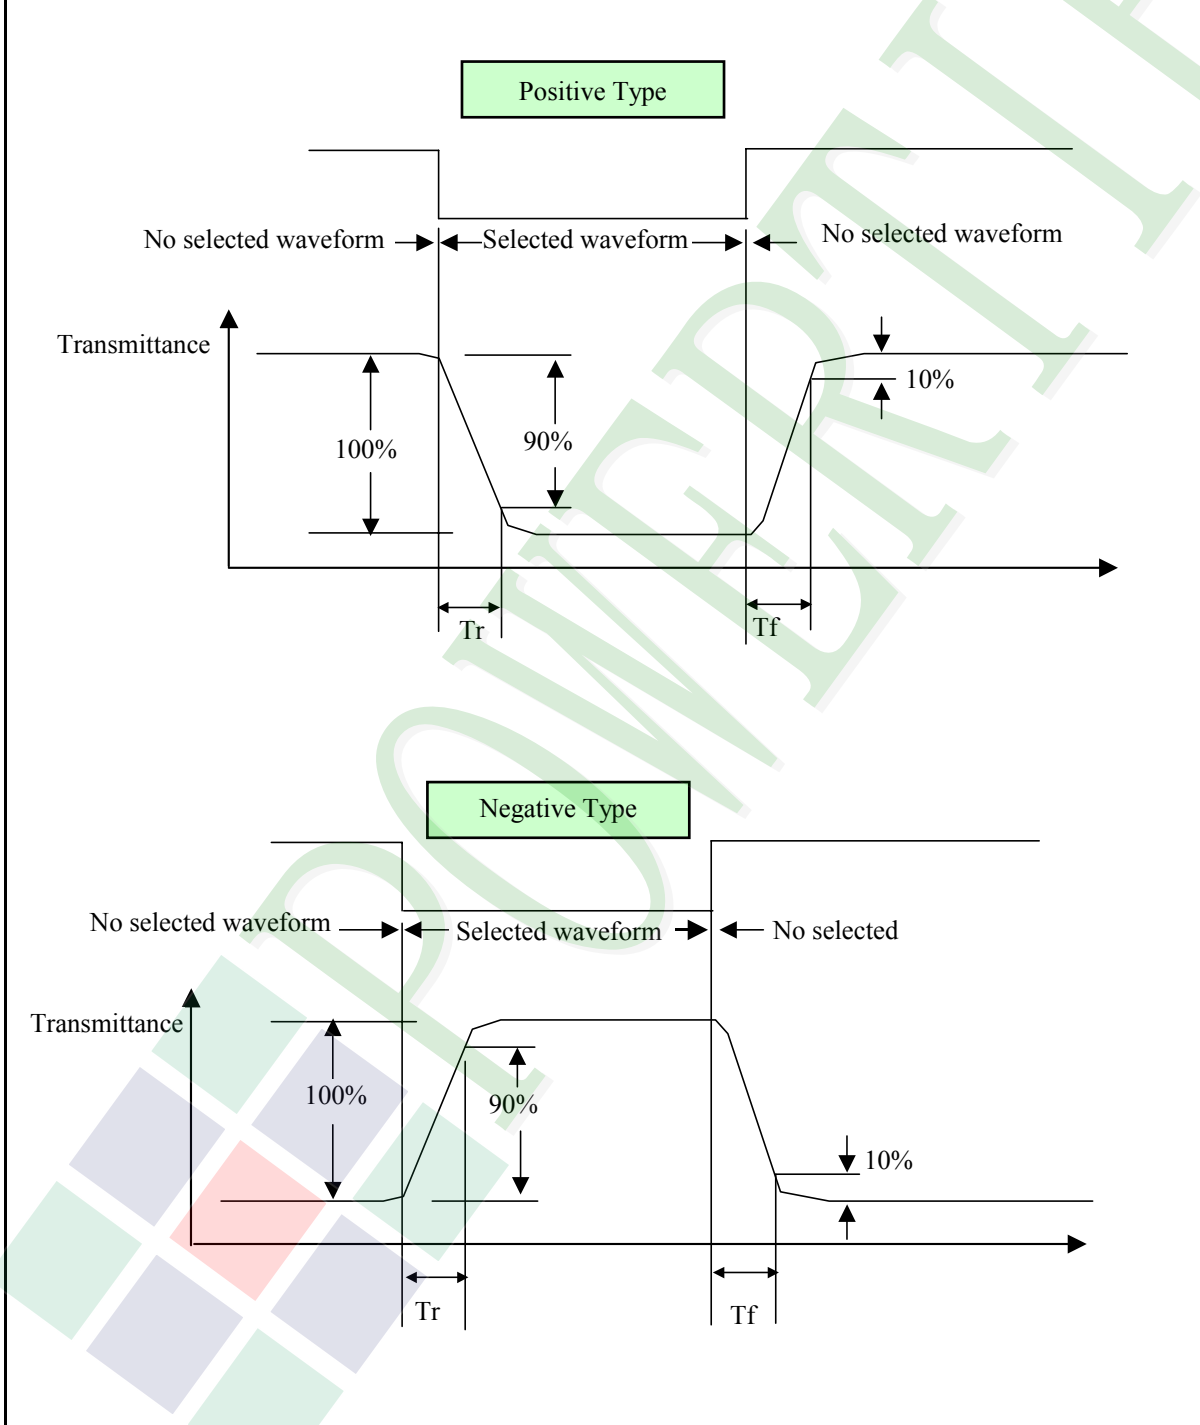 Positive Type
No selected waveform
Selected waveform
No selected waveform
Transmittance
10%
100%
90%
Tr
Tf
Negative Type
No selected waveform
Selected waveform
No selected
Transmittance
100%
90%
10%
Tr
Tf